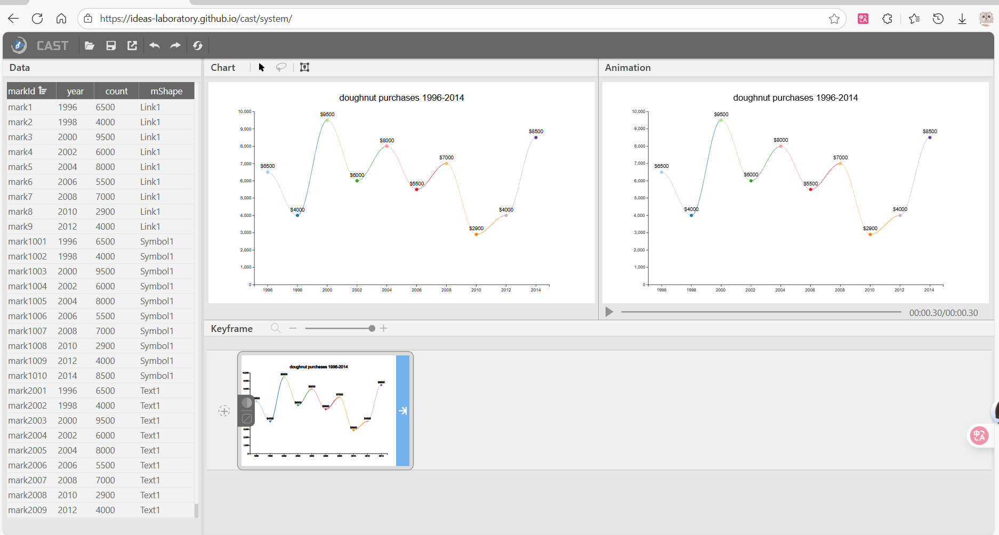 https://ideas-laboratory.github.io/cast/system/
CAST
Data
markId year count mShape
mark1 1996 6500 Link1
mark2 1998 4000 Link1
mark3 2000 9500 Link1
mark4 2002 6000 Link1
mark5 2004 8000 Link1
mark6 2006 5500 Link1
mark7 2008 7000 Link1
mark8 2010 2900 Link1
mark9 2012 4000 Link1
mark1001 1996 6500 Symbol1
mark1002 1998 4000 Symbol1
mark1003 2000 9500 Symbol1
mark1004 2002 6000 Symbol1
mark1005 2004 8000 Symbol1
mark1006 2006 5500 Symbol1
mark1007 2008 7000 Symbol1
mark1008 2010 2900 Symbol1
mark1009 2012 4000 Symbol1
mark1010 2014 8500 Symbol1
mark2001 1996 6500 Text1
mark2002 1998 4000 Text1
mark2003 2000 9500 Text1
mark2004 2002 6000 Text1
mark2005 2004 8000 Text1
mark2006 2006 5500 Text1
mark2007 2008 7000 Text1
mark2008 2010 2900 Text1
mark2009 2012 4000 Text1
Chart
doughnut purchases 1996-2014
10,000
9,000
8,000
7,000
6,000
5,000
4,000
3,000
2,000
1,000
0
$6500
$4000
$9500
$6000
$8000
$5500
$7000
$2900
$4000
$8500
1996 1998 2000 2002 2004 2006 2008 2010 2012 2014
Animation
doughnut purchases 1996-2014
10,000
9,000
8,000
7,000
6,000
5,000
4,000
3,000
2,000
1,000
0
$6500
$4000
$9500
$6000
$8000
$5500
$7000
$2900
$4000
$8500
1996 1998 2000 2002 2004 2006 2008 2010 2012 2014
00:00.30/00:00.30
Keyframe
doughnut purchases 1996-2014